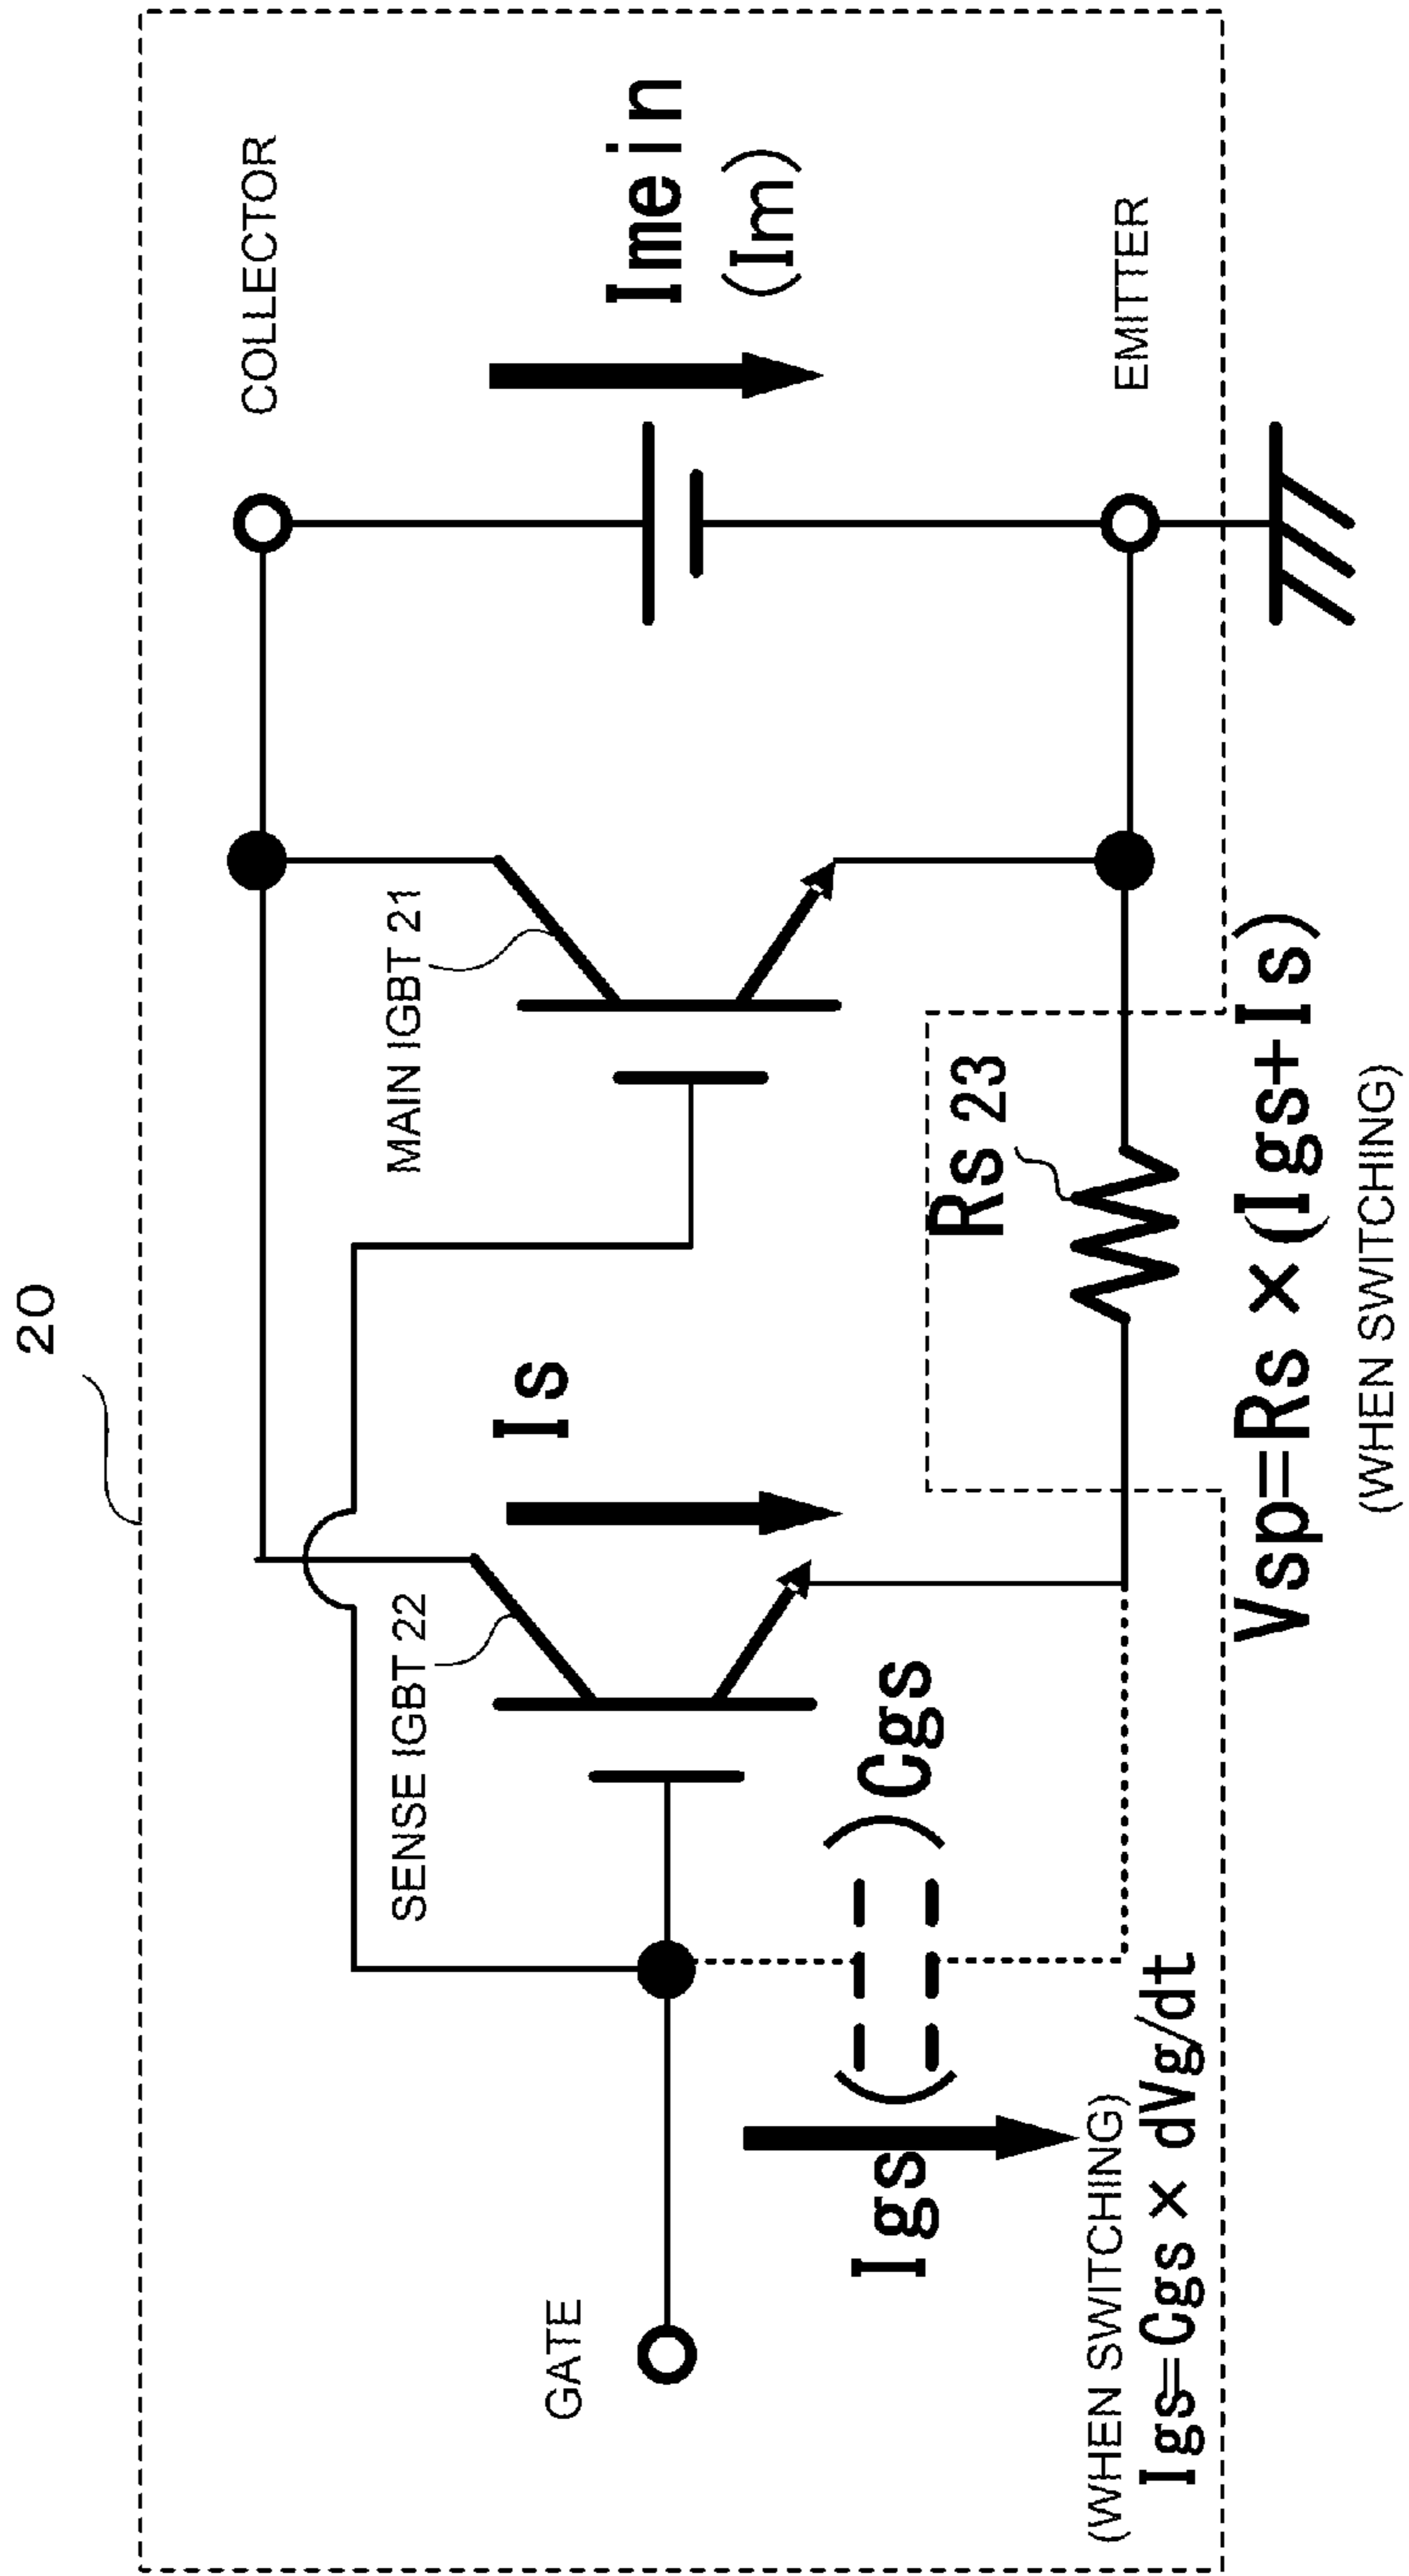 20
COLLECTOR
SENSE IGBT 22
MAIN IGBT 21
Is
Imein
(Im)
GATE
Igs
Cgs
Rs 23
EMITTER
(WHEN SWITCHING)
Igs=Cgs × dVg/dt
Vsp=Rs ×(Igs+Is)
(WHEN SWITCHING)